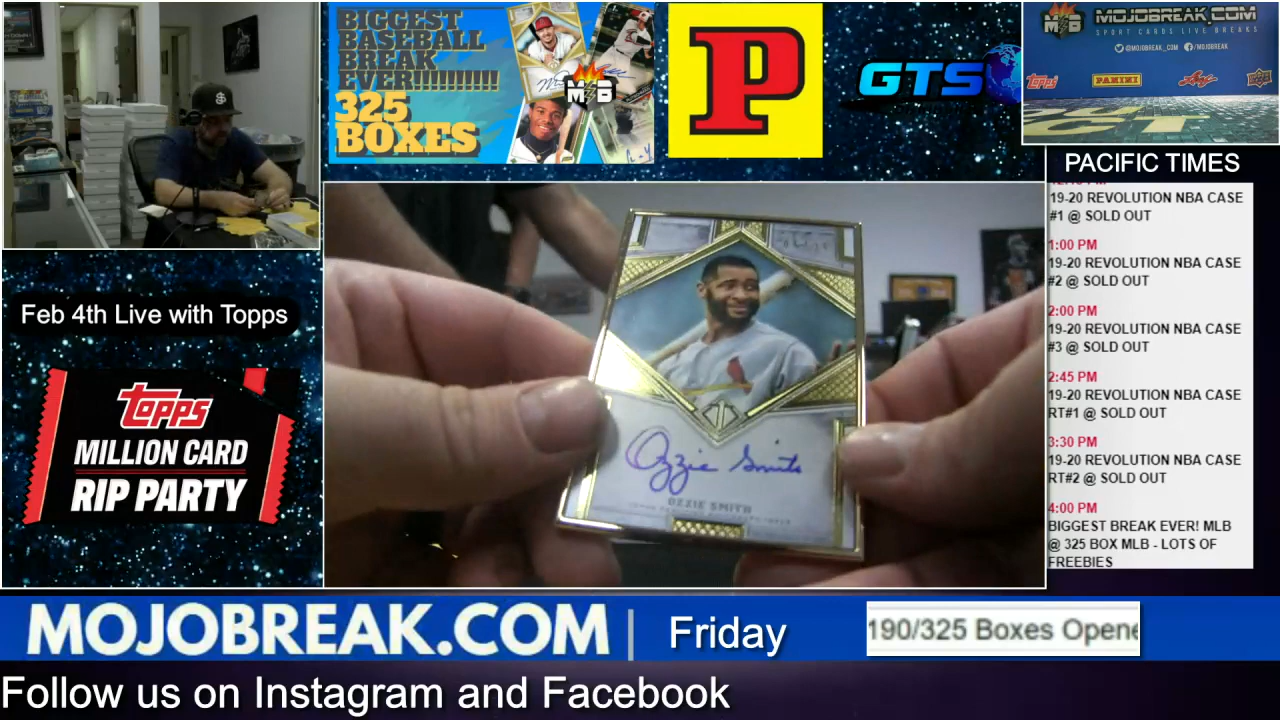 BIGGEST
BASEBALL
BREAK
EVER!!!!!!!!!!!
325
BOXES
MB
P
GTS
MB MOJOBREAK.COM
SPORT CARDS LIVE BREAKS
@MOJOBREAK_COM /MOJOBREAK
Topps PANINI Leaf
PACIFIC TIMES
19-20 REVOLUTION NBA CASE
#1 @ SOLD OUT
1:00 PM
19-20 REVOLUTION NBA CASE
#2 @ SOLD OUT
2:00 PM
19-20 REVOLUTION NBA CASE
#3 @ SOLD OUT
2:45 PM
19-20 REVOLUTION NBA CASE
RT#1 @ SOLD OUT
3:30 PM
19-20 REVOLUTION NBA CASE
RT#2 @ SOLD OUT
4:00 PM
BIGGEST BREAK EVER! MLB
@ 325 BOX MLB - LOTS OF
FREEBIES
Feb 4th Live with Topps
Topps
MILLION CARD
RIP PARTY
Ozzie Smith
OZZIE SMITH
MOJOBREAK.COM | Friday
190/325 Boxes Opene
Follow us on Instagram and Facebook